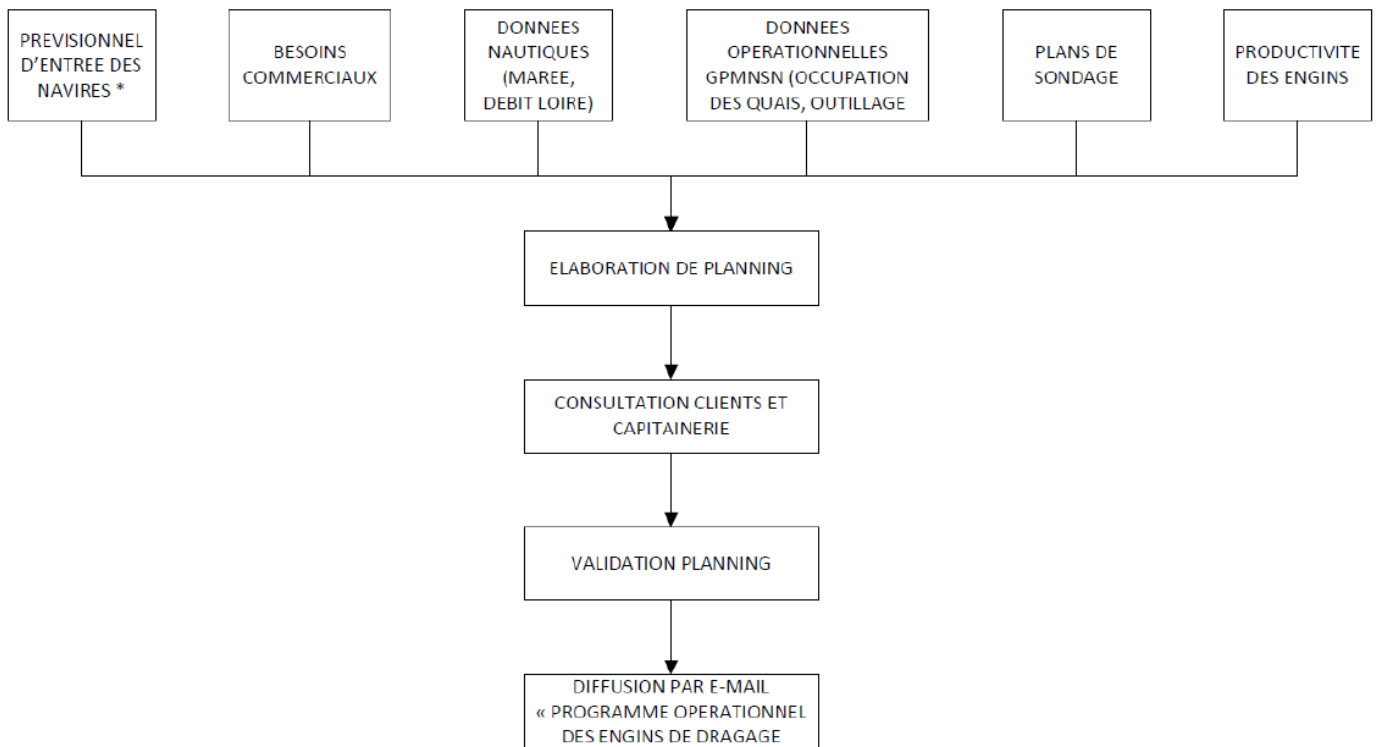 PREVISIONNEL
D’ENTREE DES
NAVIRES *
BESOINS
COMMERCIAUX
DONNEES
NAUTIQUES
(MAREE,
DEBIT LOIRE)
DONNEES
OPERATIONNELLES
GPMNSN (OCCUPATION
DES QUAIS, OUTILLAGE
PLANS DE
SONDAGE
PRODUCTIVITE
DES ENGINS
ELABORATION DE PLANNING
CONSULTATION CLIENTS ET
CAPITAINERIE
VALIDATION PLANNING
DIFFUSION PAR E-MAIL
« PROGRAMME OPERATIONNEL
DES ENGINS DE DRAGAGE